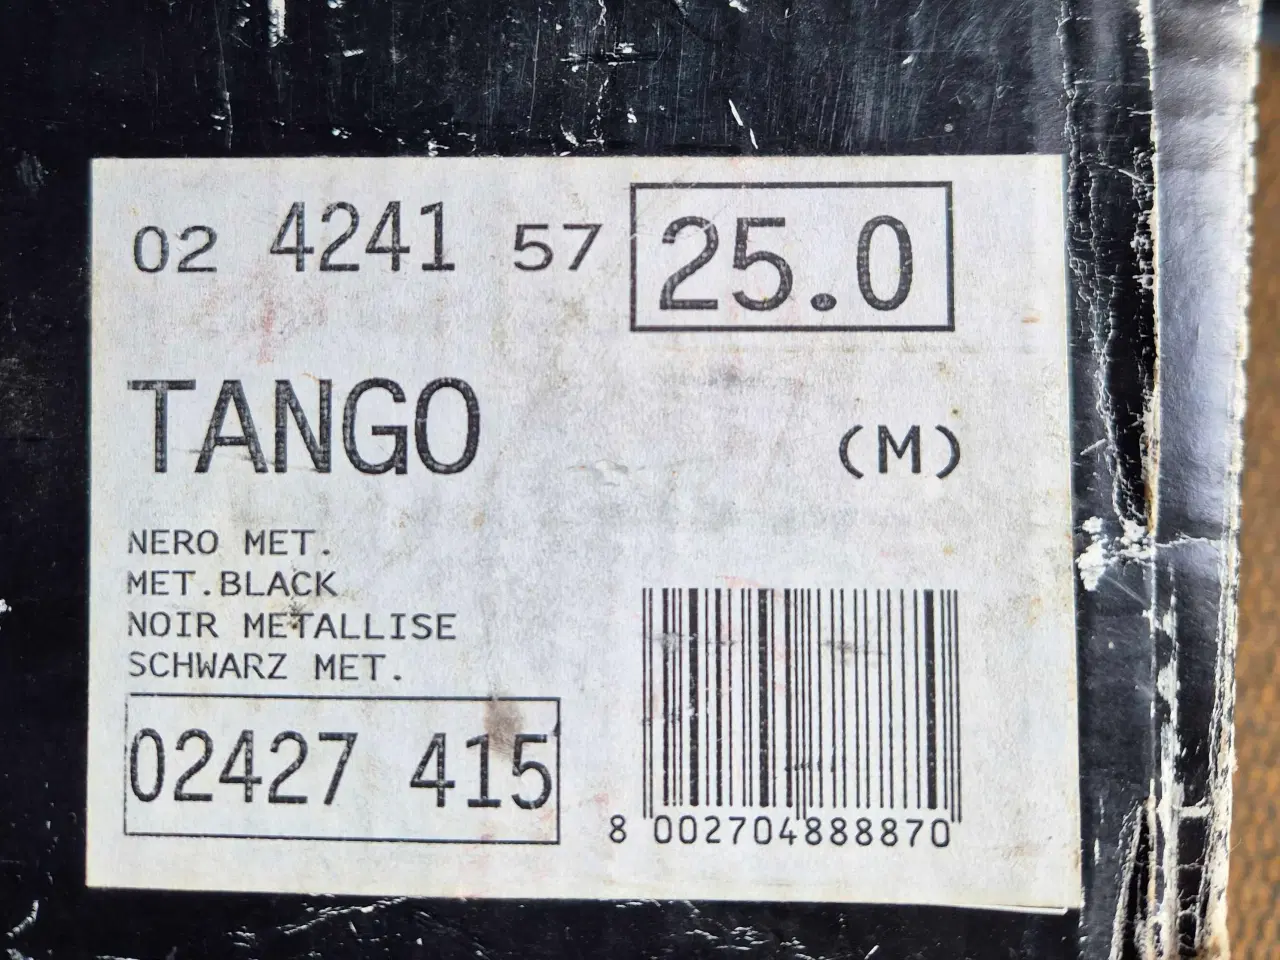 02 4241 57 25.0
TANGO (M)
NERO MET.
MET.BLACK
NOIR METALLISE
SCHWARZ MET.
02427 415
8 002704888870